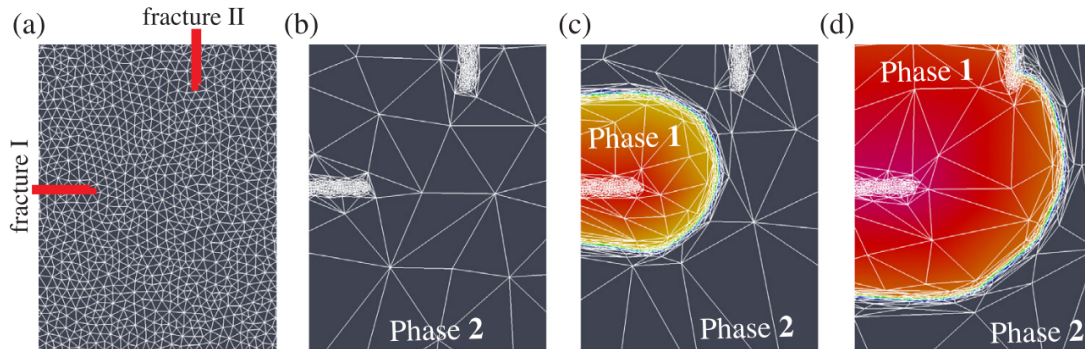 (a)
fracture II
fracture I
(b)
Phase 2
(c)
Phase 1
Phase 2
(d)
Phase 1
Phase 2